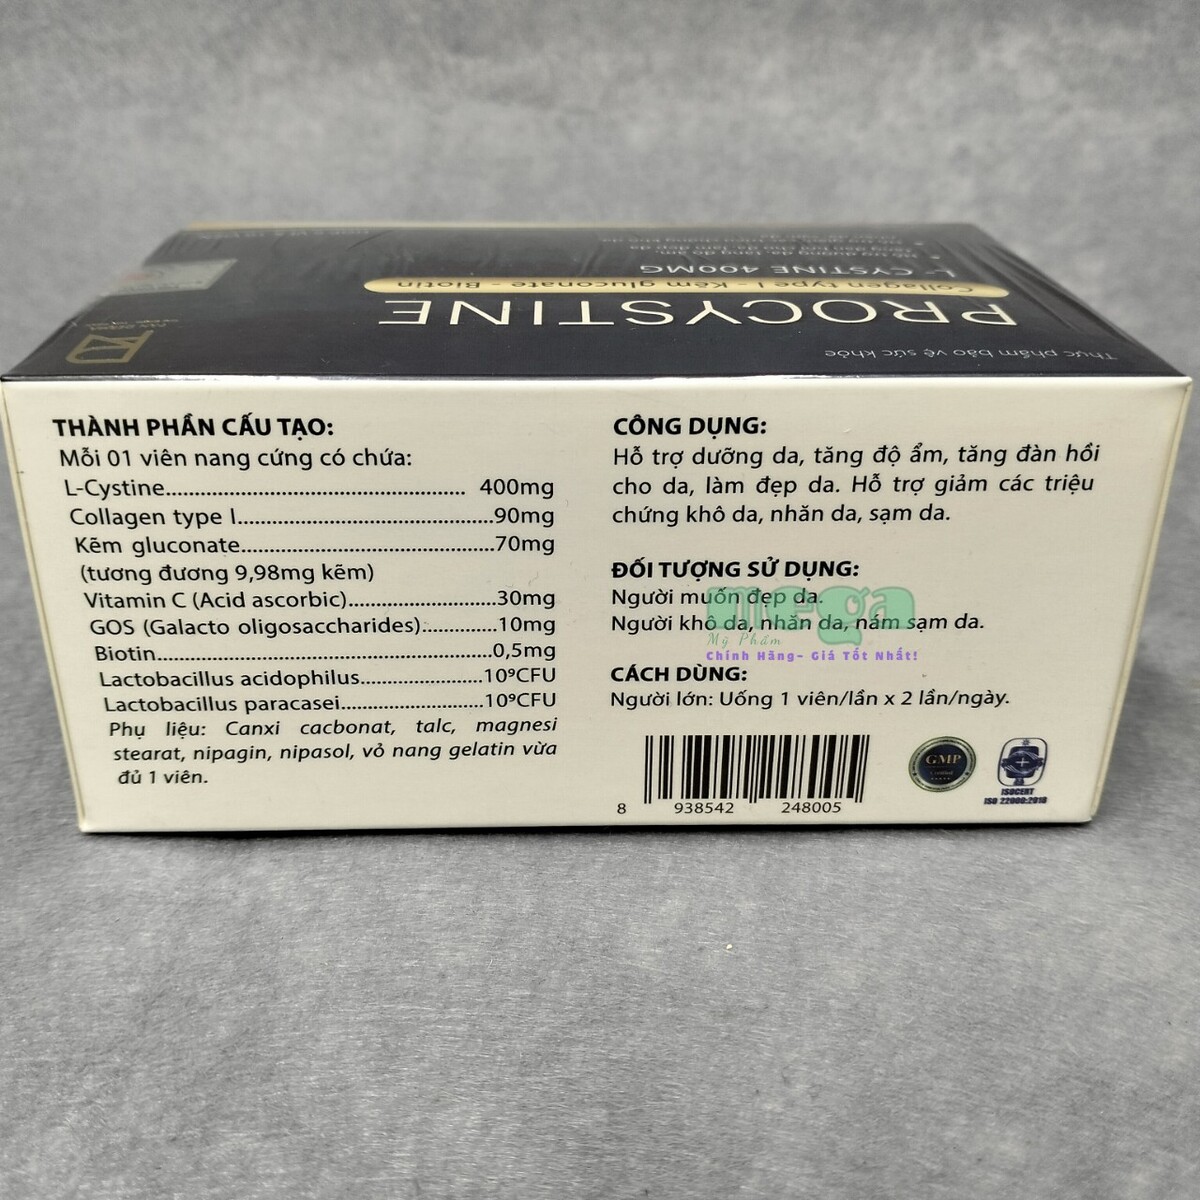 Thực phẩm bảo vệ sức khỏe
PROCYSTINE
Collagen type I - Kẽm gluconate - Biotin
L- CYSTINE 400MG
THÀNH PHẦN CẤU TẠO:
Mỗi 01 viên nang cứng có chứa:
L-Cystine.......................................... 400mg
Collagen type I....................................90mg
Kẽm gluconate....................................70mg
(tương đương 9,98mg kẽm)
Vitamin C (Acid ascorbic).....................30mg
GOS (Galacto oligosaccharides)...........10mg
Biotin................................................0,5mg
Lactobacillus acidophilus..................10⁹CFU
Lactobacillus paracasei.....................10⁹CFU
Phụ liệu: Canxi cacbonat, talc, magnesi
stearat, nipagin, nipasol, vỏ nang gelatin vừa
đủ 1 viên.
CÔNG DỤNG:
Hỗ trợ dưỡng da, tăng độ ẩm, tăng đàn hồi
cho da, làm đẹp da. Hỗ trợ giảm các triệu
chứng khô da, nhăn da, sạm da.
ĐỐI TƯỢNG SỬ DỤNG:
Người muốn đẹp da.
Người khô da, nhăn da, nám sạm da.
mega
Mỹ Phẩm
Chính Hãng- Giá Tốt Nhất!
CÁCH DÙNG:
Người lớn: Uống 1 viên/lần x 2 lần/ngày.
8 938542 248005
GMP
ISOCERT
ISO 22000:2018